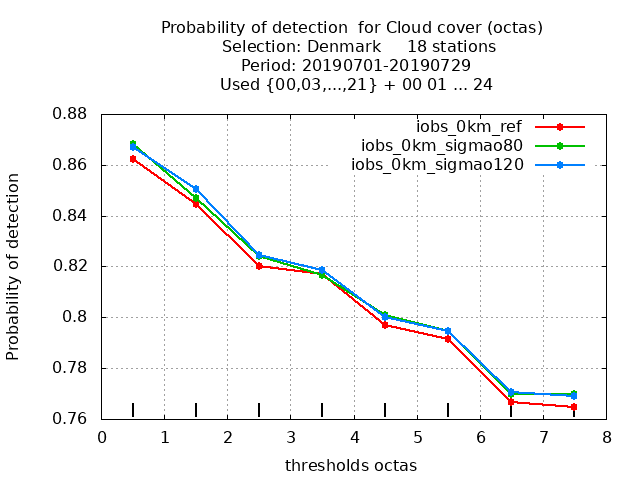 Probability of detection  for Cloud cover (octas)
Selection: Denmark     18 stations
Period: 20190701-20190729
Used {00,03,...,21} + 00 01 ... 24
iobs_0km_ref
iobs_0km_sigmao80
iobs_0km_sigmao120
Probability of detection
0.88
0.86
0.84
0.82
0.8
0.78
0.76
0 1 2 3 4 5 6 7 8
thresholds octas